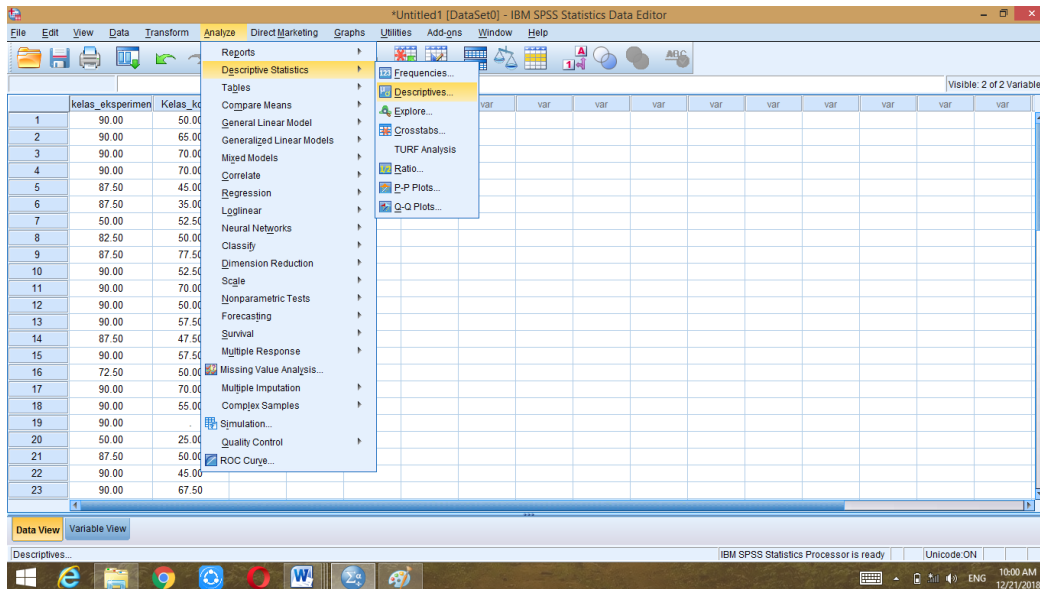 *Untitled1 [DataSet0] - IBM SPSS Statistics Data Editor
File Edit View Data Transform Analyze Direct Marketing Graphs Utilities Add-ons Window Help
Visible: 2 of 2 Variable
Reports
Descriptive Statistics
Tables
Compare Means
General Linear Model
Generalized Linear Models
Mixed Models
Correlate
Regression
Loglinear
Neural Networks
Classify
Dimension Reduction
Scale
Nonparametric Tests
Forecasting
Survival
Multiple Response
Missing Value Analysis...
Multiple Imputation
Complex Samples
Simulation...
Quality Control
ROC Curve...
Frequencies...
Descriptives...
Explore...
Crosstabs...
TURF Analysis
Ratio...
P-P Plots...
Q-Q Plots...
kelas_eksperimen Kelas_ko var var var var var var var var var
1 90.00 50.00
2 90.00 65.00
3 90.00 70.00
4 90.00 70.00
5 87.50 45.00
6 87.50 35.00
7 50.00 52.50
8 82.50 50.00
9 87.50 77.50
10 90.00 52.50
11 90.00 70.00
12 90.00 50.00
13 90.00 57.50
14 87.50 47.50
15 90.00 57.50
16 72.50 50.00
17 90.00 70.00
18 90.00 55.00
19 90.00 .
20 50.00 25.00
21 87.50 50.00
22 90.00 45.00
23 90.00 67.50
Data View Variable View
Descriptives... IBM SPSS Statistics Processor is ready Unicode:ON
ENG 10:00 AM
12/21/2018